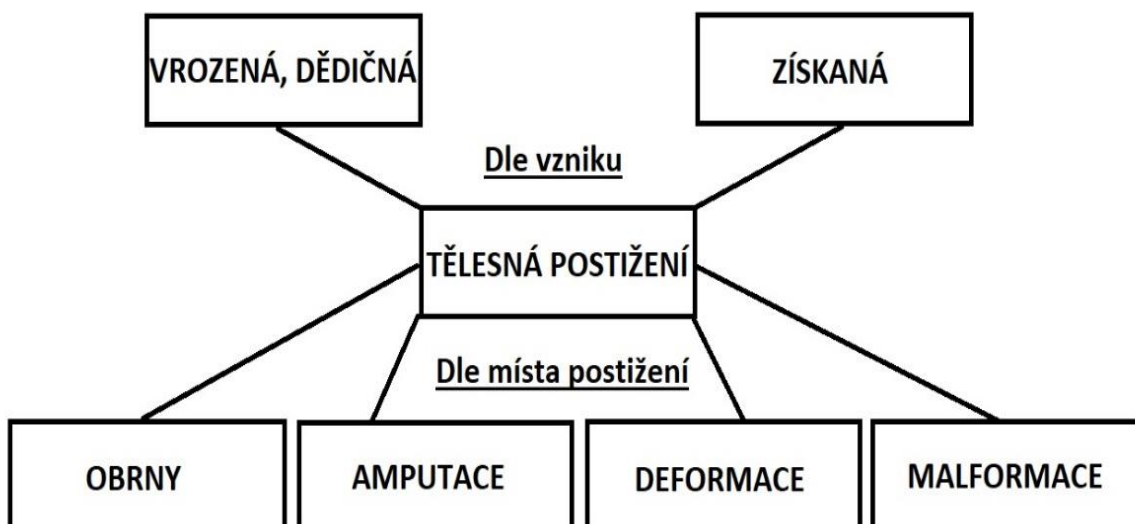 VROZENÁ, DĚDIČNÁ
ZÍSKANÁ
Dle vzniku
TĚLESNÁ POSTIŽENÍ
Dle místa postižení
OBRNY
AMPUTACE
DEFORMACE
MALFORMACE